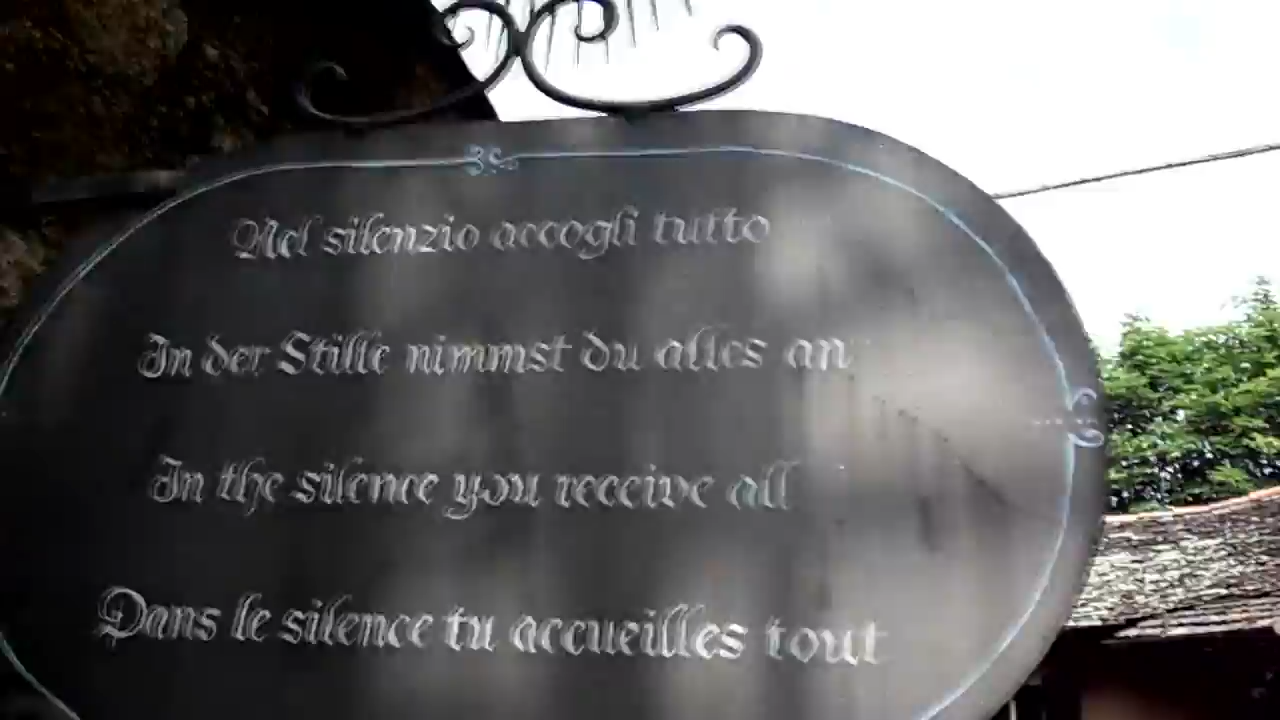 Nel silenzio accogli tutto
In der Stille nimmst du alles an
In the silence you receive all
Dans le silence tu accueilles tout